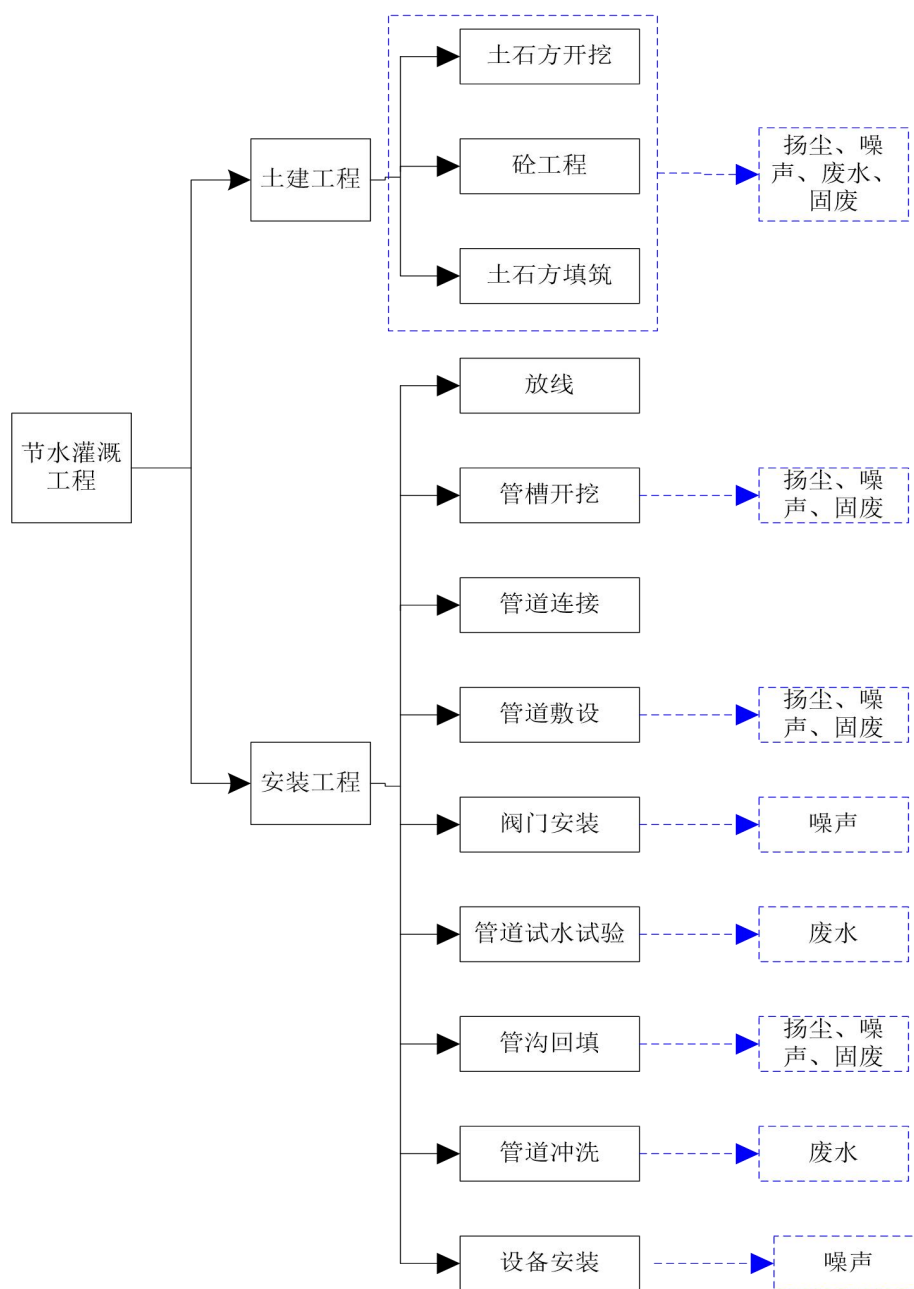 土石方开挖
扬尘、噪
声、废水、
固废
土建工程
砼工程
土石方填筑
放线
节水灌溉
工程
管槽开挖
扬尘、噪
声、固废
管道连接
管道敷设
扬尘、噪
声、固废
安装工程
阀门安装
噪声
管道试水试验
废水
管沟回填
扬尘、噪
声、固废
管道冲洗
废水
设备安装
噪声